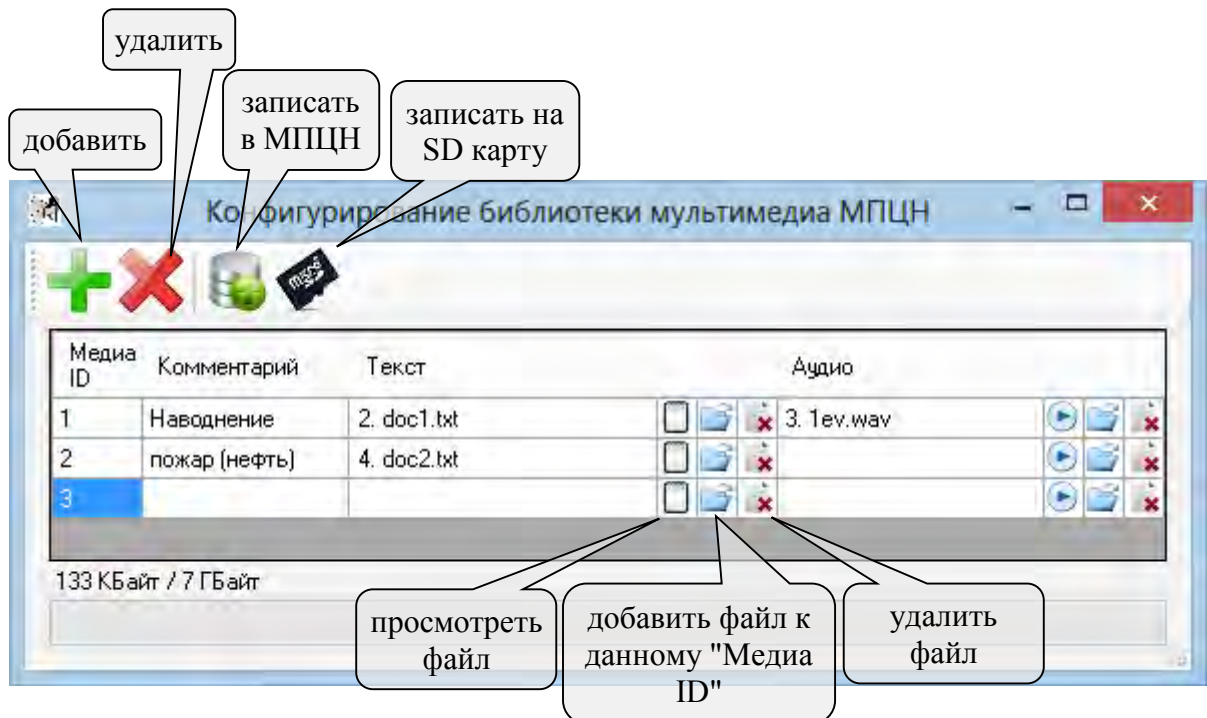 удалить
записать
в МПЦН
записать на
SD карту
добавить
Конфигурирование библиотеки мультимедиа МПЦН
micro
Медиа
ID
Комментарий
Текст
Аудио
1 Наводнение 2. doc1.txt 3. 1ev.wav
2 пожар (нефть) 4. doc2.txt
3
133 КБайт / 7 ГБайт
просмотреть
файл
добавить файл к
данному "Медиа
ID"
удалить
файл